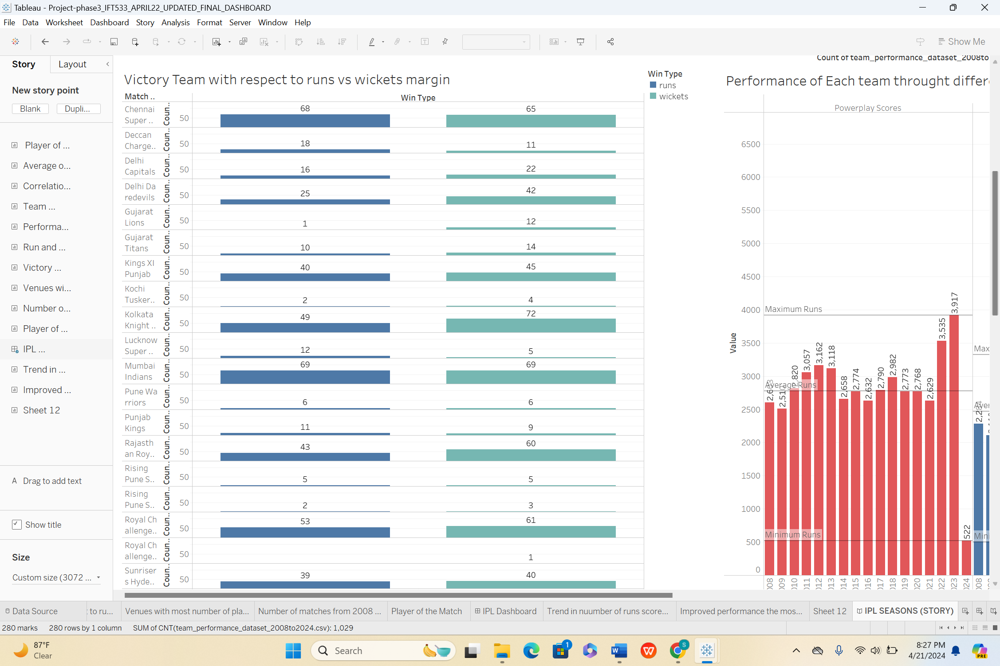 Tableau - Project-phase3_IFT533_APRIL22_UPDATED_FINAL_DASHBOARD
File Data Worksheet Dashboard Story Analysis Format Server Window Help
Show Me
Story Layout
New story point
Blank Dupli...
Player of ...
Average o...
Correlatio...
Team ...
Performa...
Run and ...
Victory ...
Venues wi...
Number o...
Player of ...
IPL ...
Trend in ...
Improved ...
Sheet 12
A Drag to add text
Show title
Size
Custom size (3072 ...
Victory Team with respect to runs vs wickets margin
Match .. Win Type
Chennai Super .. Coun.. 50 68 65
Deccan Charge.. Coun.. 50 18 11
Delhi Capitals Coun.. 50 16 22
Delhi Da redevils Coun.. 50 25 42
Gujarat Lions Coun.. 50 1 12
Gujarat Titans Coun.. 50 10 14
Kings XI Punjab Coun.. 50 40 45
Kochi Tusker.. Coun.. 50 2 4
Kolkata Knight .. Coun.. 50 49 72
Lucknow Super .. Coun.. 50 12 5
Mumbai Indians Coun.. 50 69 69
Pune Wa rriors Coun.. 50 6 6
Punjab Kings Coun.. 50 11 9
Rajasth an Roy.. Coun.. 50 43 60
Rising Pune S.. Coun.. 50 5 5
Rising Pune S.. Coun.. 50 2 3
Royal Ch allenge.. Coun.. 50 53 61
Royal Ch allenge.. Coun.. 50 1
Sunriser s Hyde.. Coun.. 50 39 40
Win Type
runs
wickets
Count of team_performance_dataset_2008to
Performance of Each team throught differ
Powerplay Scores
Value
6500
6000
5500
5000
4500
4000
3500
3000
2500
2000
1500
1000
500
0
Maximum Runs
Average Runs
Minimum Runs
2,820 3,057 3,162 3,118 2,658 2,774 2,632 2,790 2,982 2,773 2,768 2,629 3,535 3,917 522
Max
Aver
Mini
008 009 010 011 012 013 014 015 016 017 018 019 020 021 022 023 024 008
Data Source
: to ru...
Venues with most number of pla...
Number of matches from 2008 ...
Player of the Match
IPL Dashboard
Trend in nuumber of runs score...
Improved performance the mos...
Sheet 12
IPL SEASONS (STORY)
280 marks 280 rows by 1 column SUM of CNT(team_performance_dataset_2008to2024.csv): 1,029
87°F
Clear
Search
1
S
W
PRE
8:27 PM
4/21/2024